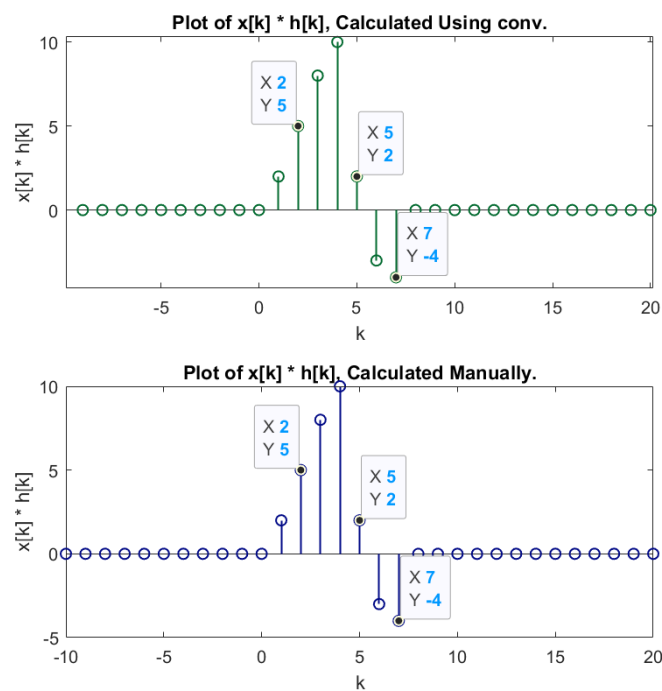 Plot of x[k] * h[k], Calculated Using conv.
10
X 2
Y 5
X 5
Y 2
5
x[k] * h[k]
0
X 7
Y -4
-5
0
5
10
15
20
k
Plot of x[k] * h[k], Calculated Manually.
10
X 2
Y 5
X 5
Y 2
5
x[k] * h[k]
0
X 7
Y -4
-5
-10
-5
0
5
10
15
20
k